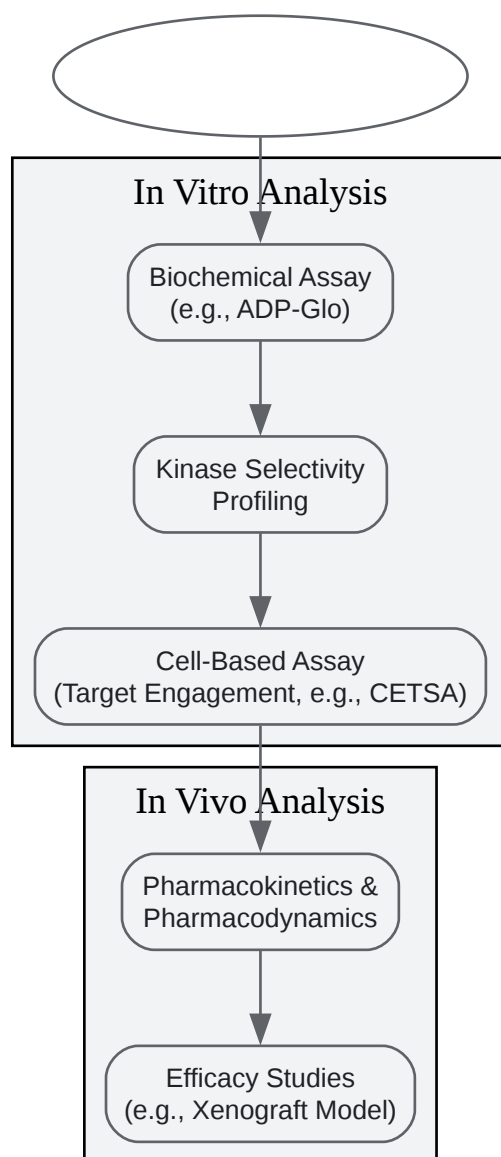 In Vitro Analysis
Biochemical Assay
(e.g., ADP-Glo)
Kinase Selectivity
Profiling
Cell-Based Assay
(Target Engagement, e.g., CETSA)
In Vivo Analysis
Pharmacokinetics &
Pharmacodynamics
Efficacy Studies
(e.g., Xenograft Model)